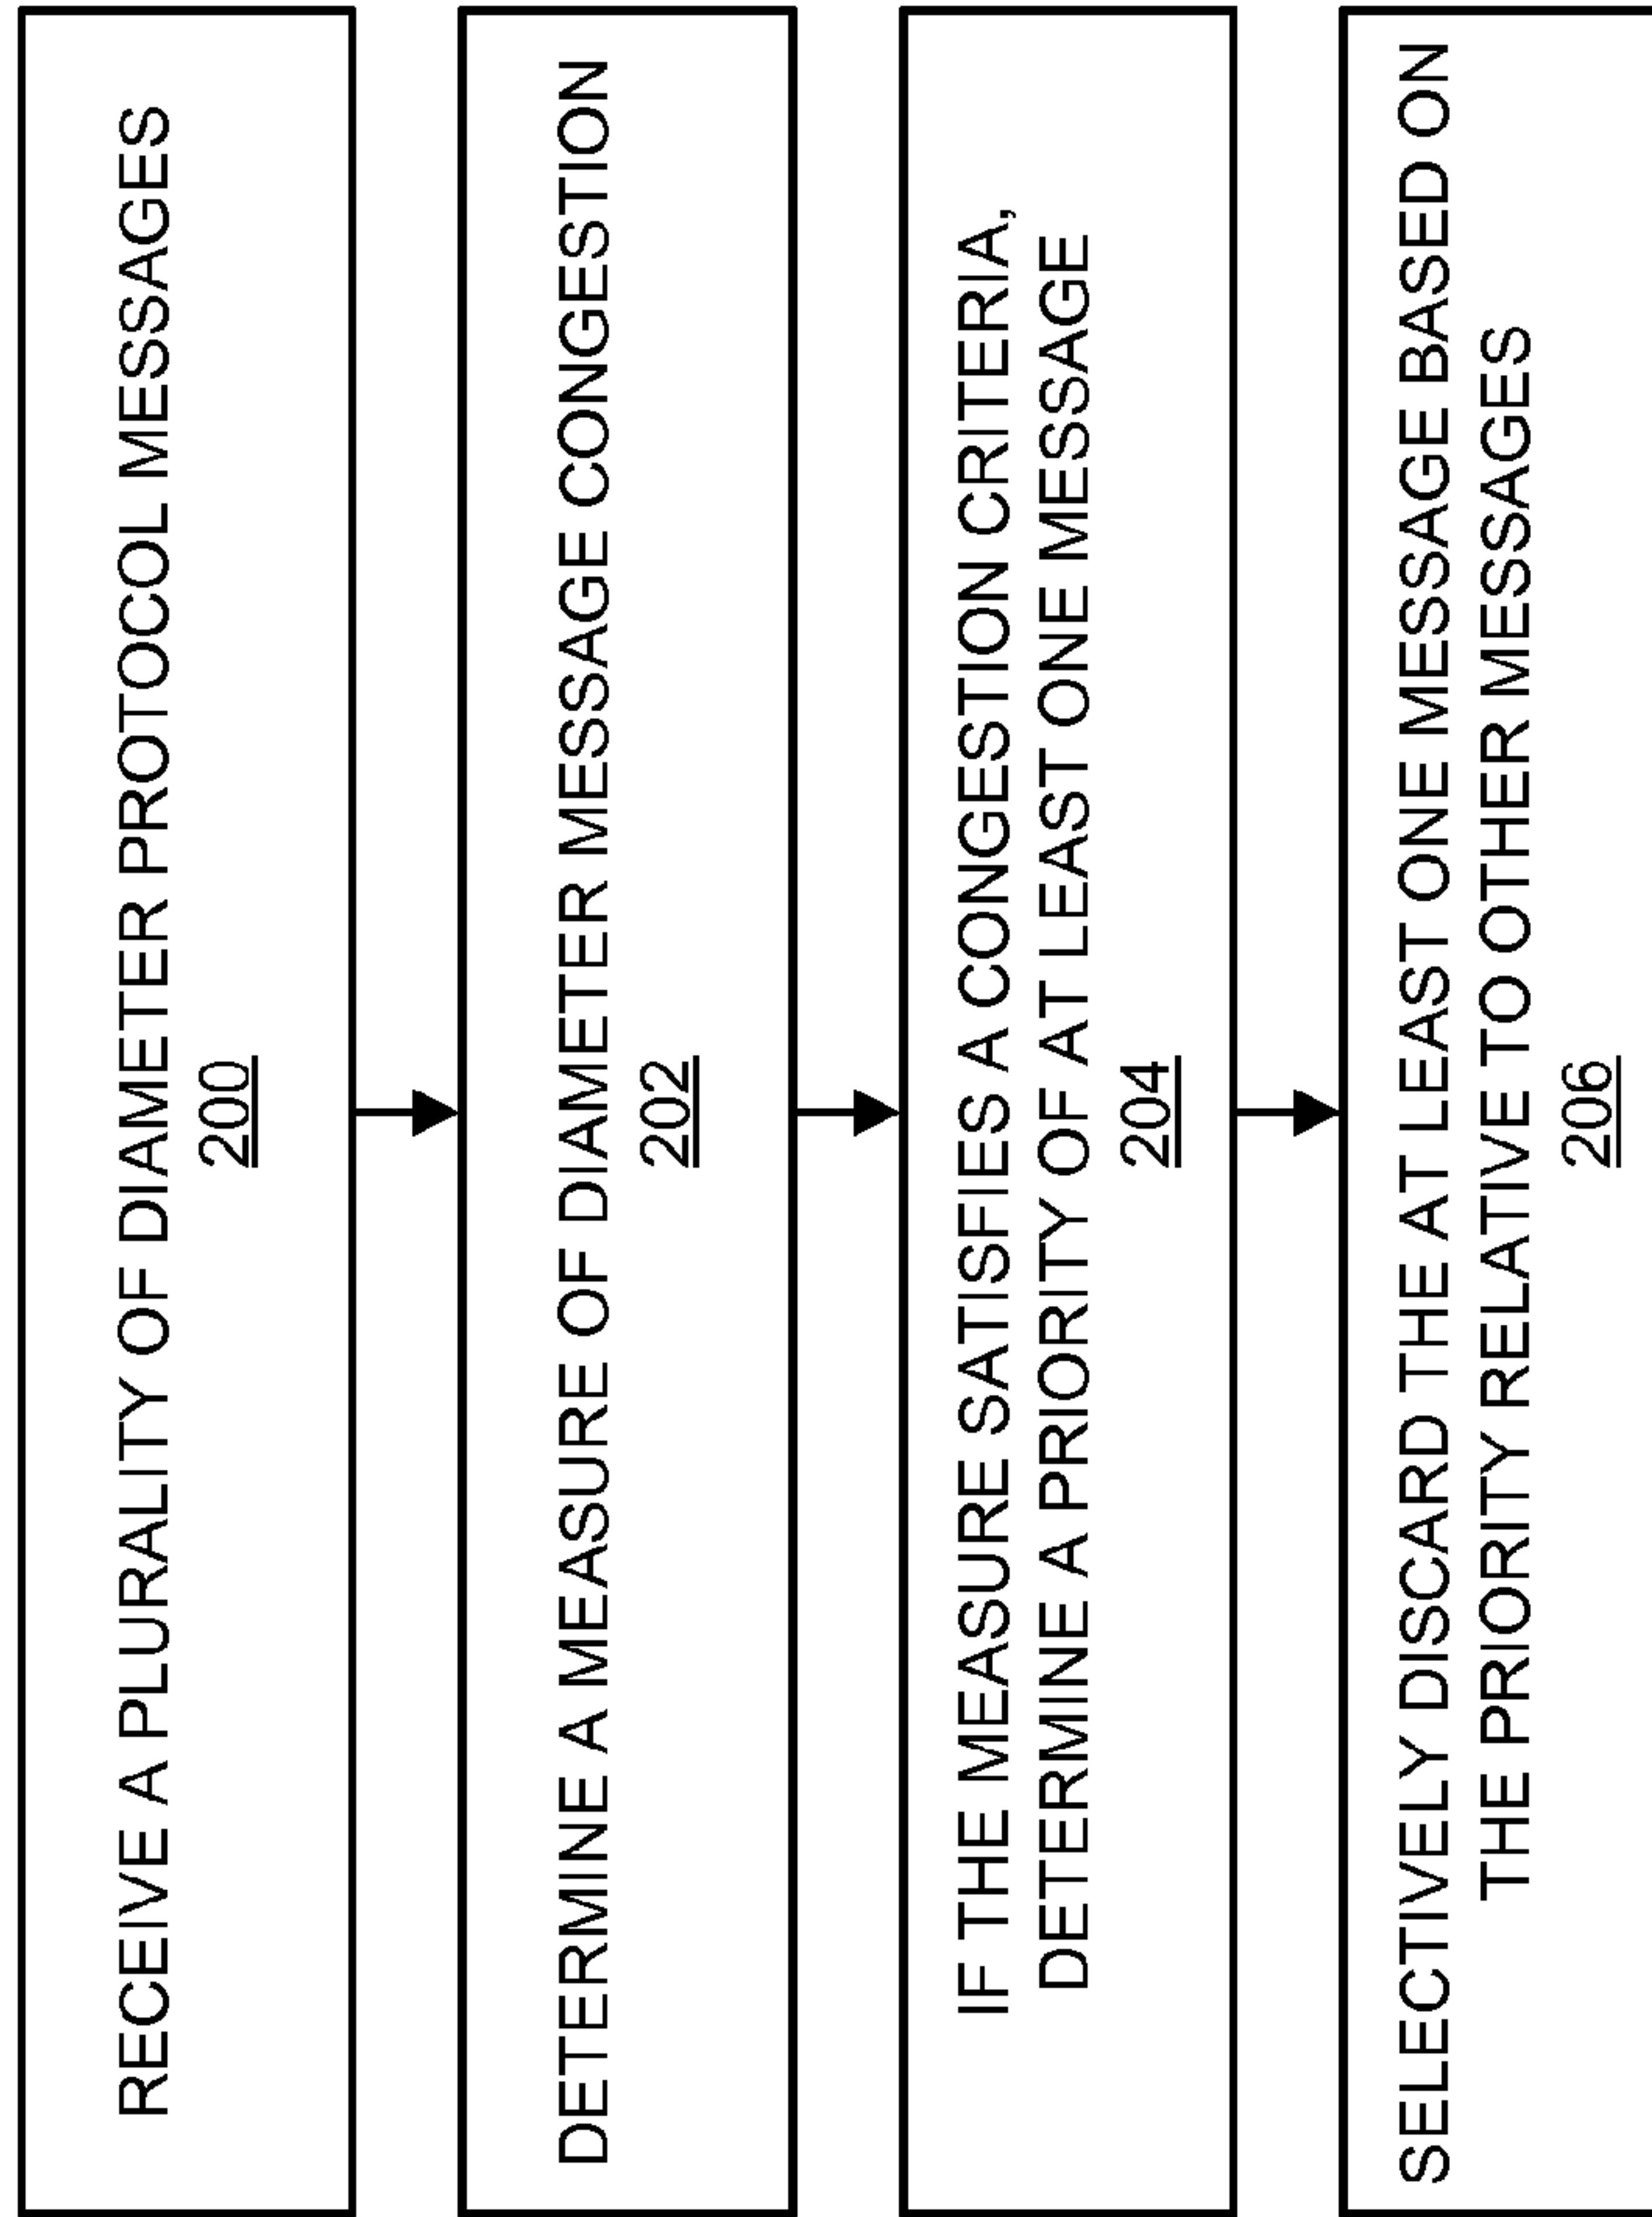 RECEIVE A PLURALITY OF DIAMETER PROTOCOL MESSAGES
200
DETERMINE A MEASURE OF DIAMETER MESSAGE CONGESTION
202
IF THE MEASURE SATISFIES A CONGESTION CRITERIA,
DETERMINE A PRIORITY OF AT LEAST ONE MESSAGE
204
SELECTIVELY DISCARD THE AT LEAST ONE MESSAGE BASED ON
THE PRIORITY RELATIVE TO OTHER MESSAGES
206